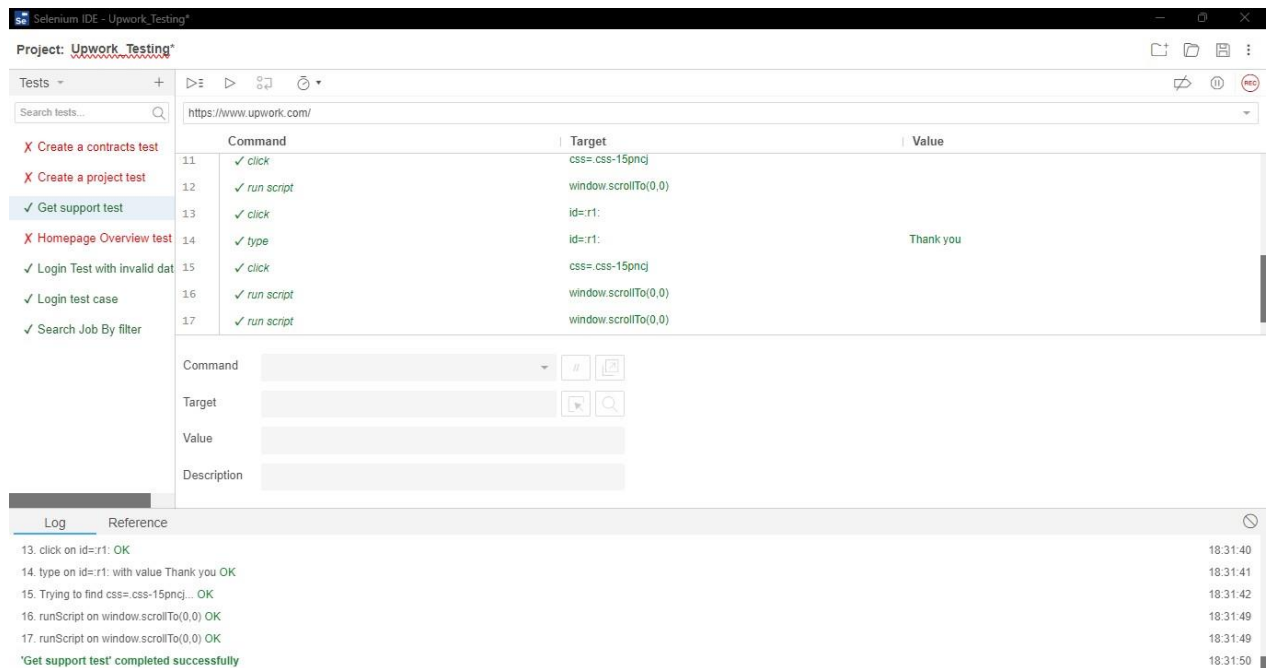 Selenium IDE - Upwork_Testing*
Project: Upwork_Testing*
Tests
Search tests...
https://www.upwork.com/
Command Target Value
✗ Create a contracts test
✗ Create a project test
✓ Get support test
✗ Homepage Overview test
✓ Login Test with invalid dat
✓ Login test case
✓ Search Job By filter
11 ✓ click css=.css-15pncj
12 ✓ run script window.scrollTo(0,0)
13 ✓ click id=:r1:
14 ✓ type id=:r1: Thank you
15 ✓ click css=.css-15pncj
16 ✓ run script window.scrollTo(0,0)
17 ✓ run script window.scrollTo(0,0)
Command //
Target
Value
Description
Log Reference
13. click on id=:r1: OK 18:31:40
14. type on id=:r1: with value Thank you OK 18:31:41
15. Trying to find css=.css-15pncj... OK 18:31:42
16. runScript on window.scrollTo(0,0) OK 18:31:49
17. runScript on window.scrollTo(0,0) OK 18:31:49
'Get support test' completed successfully 18:31:50
REC